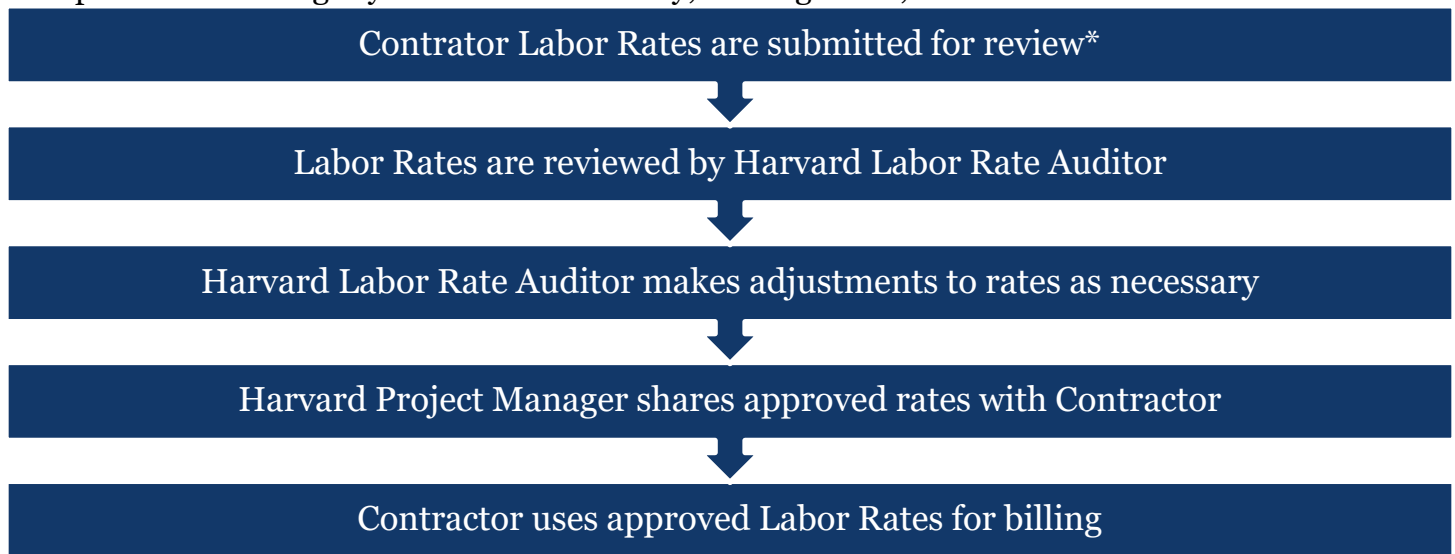 Contrator Labor Rates are submitted for review*
Labor Rates are reviewed by Harvard Labor Rate Auditor
Harvard Labor Rate Auditor makes adjustments to rates as necessary
Harvard Project Manager shares approved rates with Contractor
Contractor uses approved Labor Rates for billing